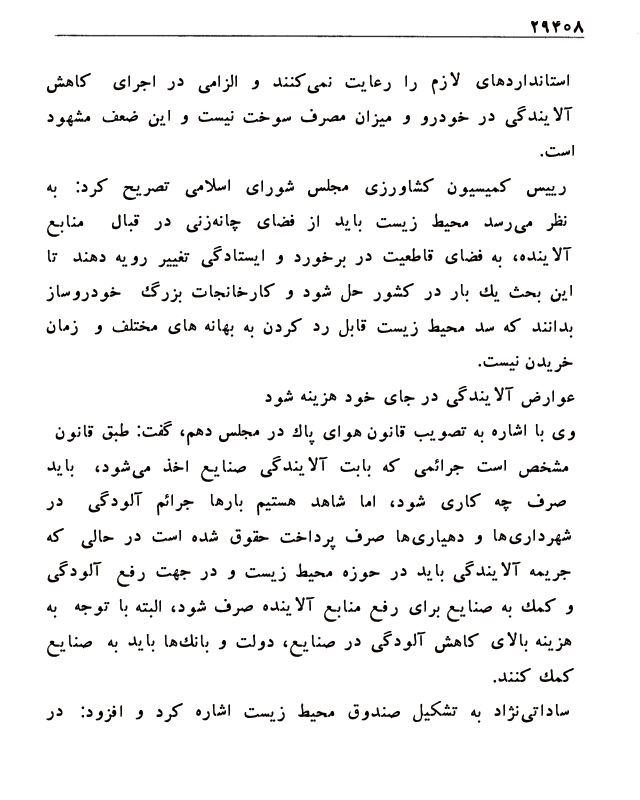 ۲۹۴۰۸
استانداردهای لازم را رعایت نمی‌کنند و الزامی در اجرای کاهش
آلایندگی در خودرو و میزان مصرف سوخت نیست و این ضعف مشهود
است.
رییس کمیسیون کشاورزی مجلس شورای اسلامی تصریح کرد: به
نظر می‌رسد محیط زیست باید از فضای چانه‌زنی در قبال منابع
آلاینده، به فضای قاطعیت در برخورد و ایستادگی تغییر رویه دهند تا
این بحث یك بار در کشور حل شود و کارخانجات بزرگ خودروساز
بدانند که سد محیط زیست قابل رد کردن به بهانه های مختلف و زمان
خریدن نیست.
عوارض آلایندگی در جای خود هزینه شود
وی با اشاره به تصویب قانون هوای پاك در مجلس دهم، گفت: طبق قانون
مشخص است جرائمی که بابت آلایندگی صنایع اخذ می‌شود، باید
صرف چه کاری شود، اما شاهد هستیم بارها جرائم آلودگی در
شهرداری‌ها و دهیاری‌ها صرف پرداخت حقوق شده است در حالی که
جریمه آلایندگی باید در حوزه محیط زیست و در جهت رفع آلودگی
و کمك به صنایع برای رفع منابع آلاینده صرف شود، البته با توجه به
هزینه بالای کاهش آلودگی در صنایع، دولت و بانك‌ها باید به صنایع
کمك کنند.
ساداتی‌نژاد به تشکیل صندوق محیط زیست اشاره کرد و افزود: در